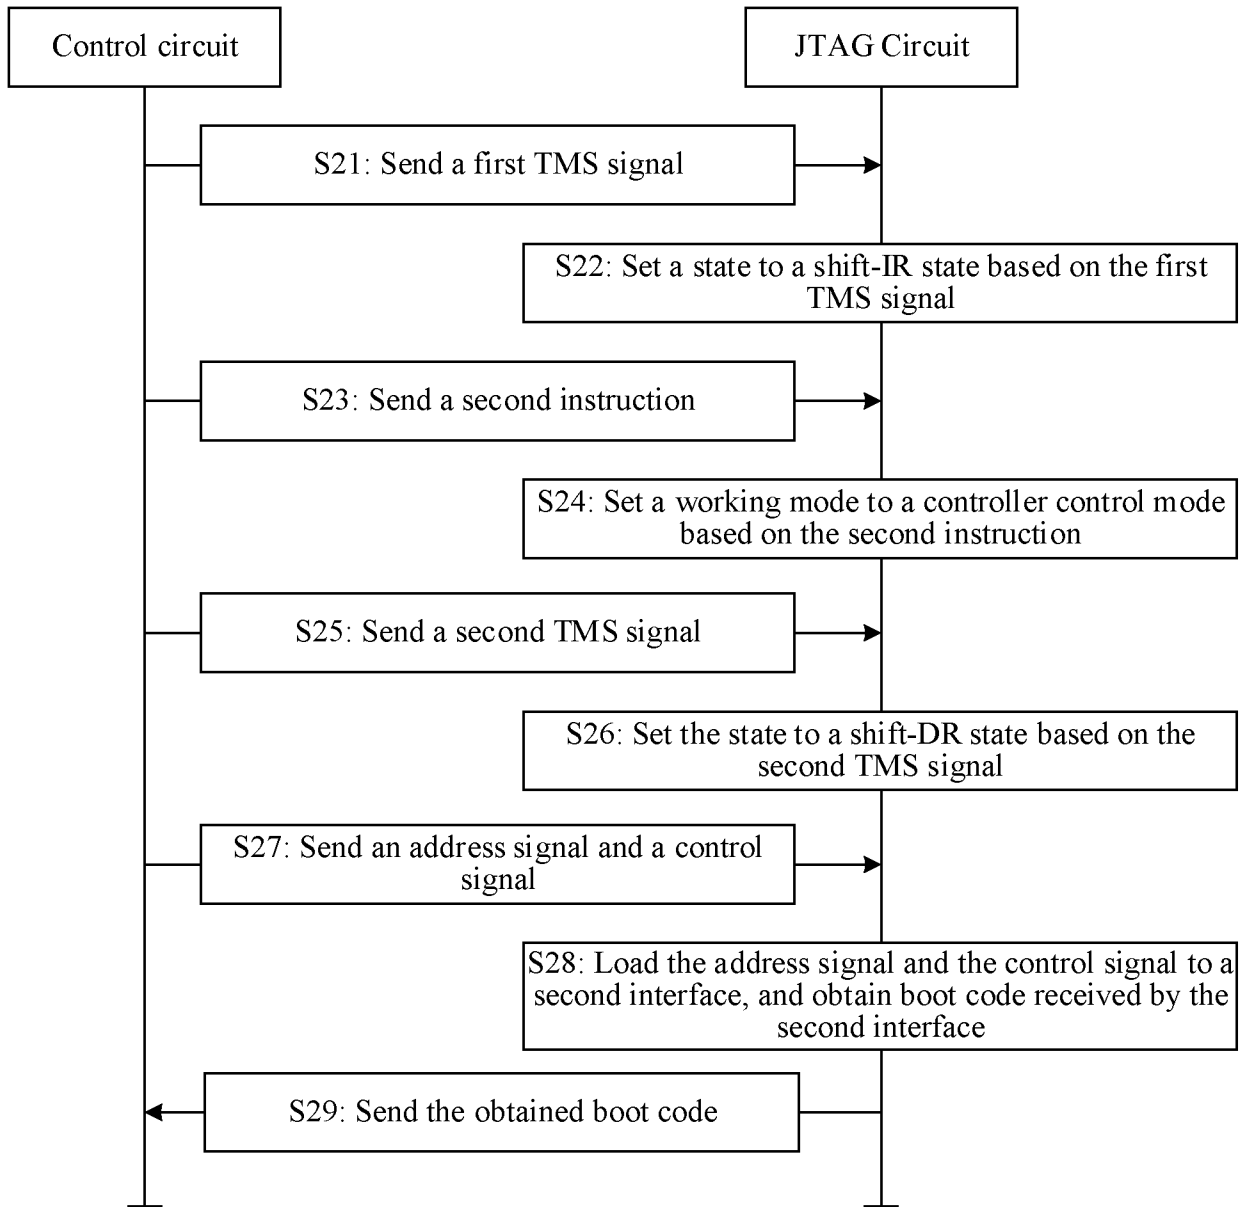 Control circuit
JTAG Circuit
S21: Send a first TMS signal
S22: Set a state to a shift-IR state based on the first
TMS signal
S23: Send a second instruction
S24: Set a working mode to a controller control mode
based on the second instruction
S25: Send a second TMS signal
S26: Set the state to a shift-DR state based on the
second TMS signal
S27: Send an address signal and a control
signal
S28: Load the address signal and the control signal to a
second interface, and obtain boot code received by the
second interface
S29: Send the obtained boot code